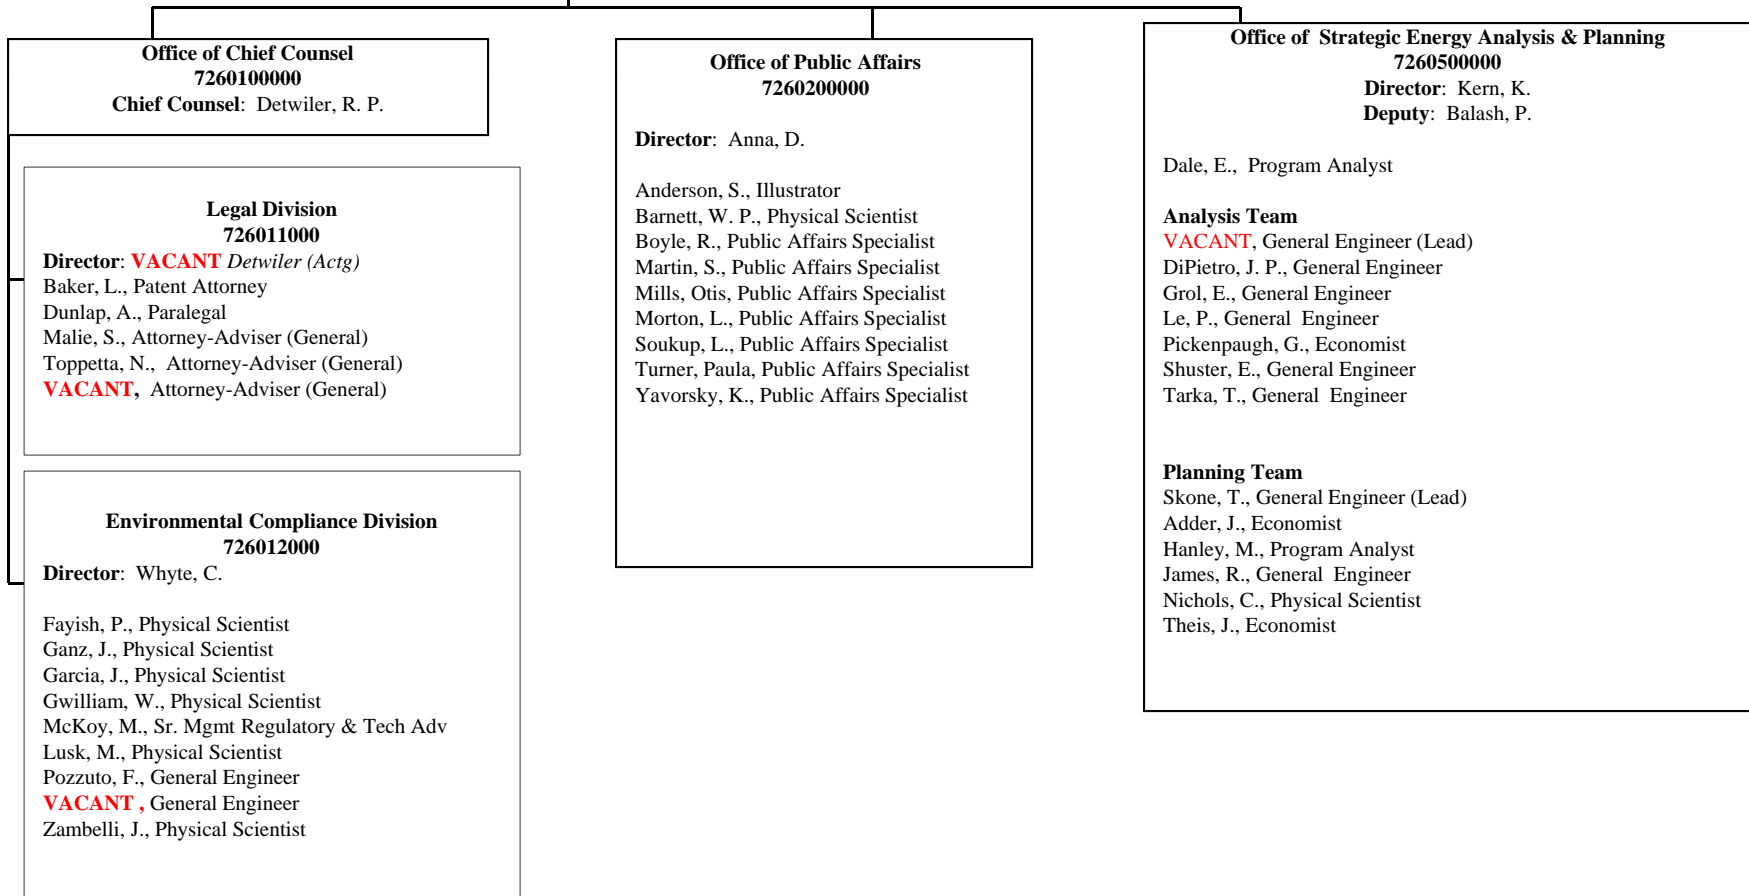 Office of Chief Counsel
7260100000
Chief Counsel: Detwiler, R. P.
Legal Division
726011000
Director: VACANT Detwiler (Actg)
Baker, L., Patent Attorney
Dunlap, A., Paralegal
Malie, S., Attorney-Adviser (General)
Toppetta, N., Attorney-Adviser (General)
VACANT, Attorney-Adviser (General)
Environmental Compliance Division
726012000
Director: Whyte, C.
Fayish, P., Physical Scientist
Ganz, J., Physical Scientist
Garcia, J., Physical Scientist
Gwilliam, W., Physical Scientist
McKoy, M., Sr. Mgmt Regulatory & Tech Adv
Lusk, M., Physical Scientist
Pozzuto, F., General Engineer
VACANT , General Engineer
Zambelli, J., Physical Scientist
Office of Public Affairs
7260200000
Director: Anna, D.
Anderson, S., Illustrator
Barnett, W. P., Physical Scientist
Boyle, R., Public Affairs Specialist
Martin, S., Public Affairs Specialist
Mills, Otis, Public Affairs Specialist
Morton, L., Public Affairs Specialist
Soukup, L., Public Affairs Specialist
Turner, Paula, Public Affairs Specialist
Yavorsky, K., Public Affairs Specialist
Office of Strategic Energy Analysis & Planning
7260500000
Director: Kern, K.
Deputy: Balash, P.
Dale, E., Program Analyst
Analysis Team
VACANT, General Engineer (Lead)
DiPietro, J. P., General Engineer
Grol, E., General Engineer
Le, P., General Engineer
Pickenpaugh, G., Economist
Shuster, E., General Engineer
Tarka, T., General Engineer
Planning Team
Skone, T., General Engineer (Lead)
Adder, J., Economist
Hanley, M., Program Analyst
James, R., General Engineer
Nichols, C., Physical Scientist
Theis, J., Economist